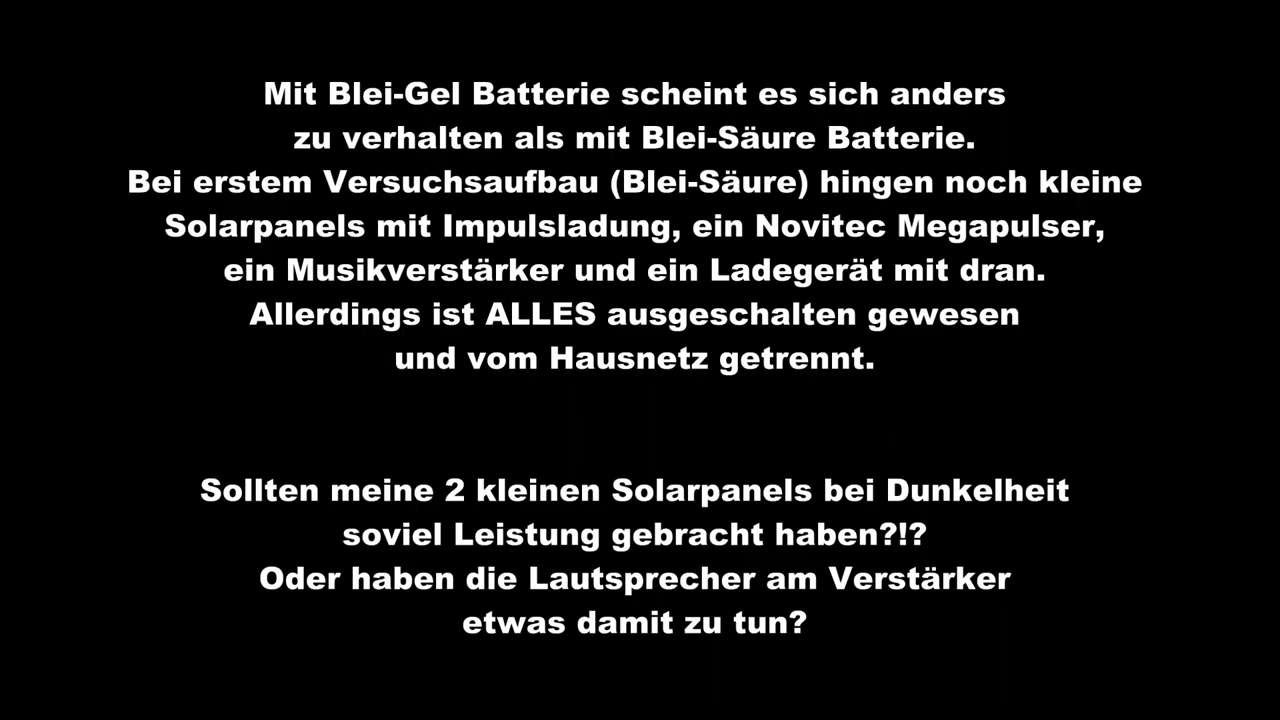 Mit Blei-Gel Batterie scheint es sich anders
zu verhalten als mit Blei-Säure Batterie.
Bei erstem Versuchsaufbau (Blei-Säure) hingen noch kleine
Solarpanels mit Impulsladung, ein Novitec Megapulser,
ein Musikverstärker und ein Ladegerät mit dran.
Allerdings ist ALLES ausgeschalten gewesen
und vom Hausnetz getrennt.
Sollten meine 2 kleinen Solarpanels bei Dunkelheit
soviel Leistung gebracht haben?!?
Oder haben die Lautsprecher am Verstärker
etwas damit zu tun?